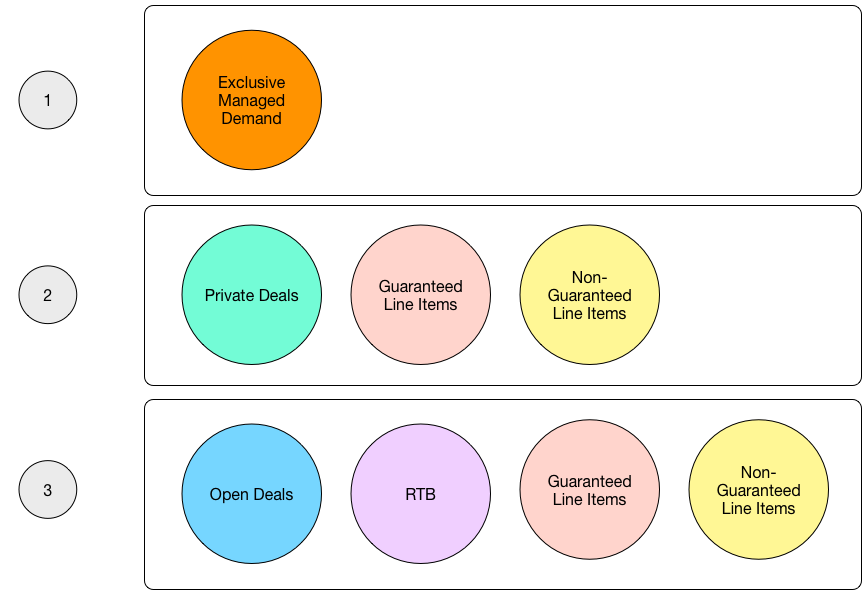 1
Exclusive
Managed
Demand
2
Private Deals
Guaranteed
Line Items
Non-
Guaranteed
Line Items
3
Open Deals
RTB
Guaranteed
Line Items
Non-
Guaranteed
Line Items